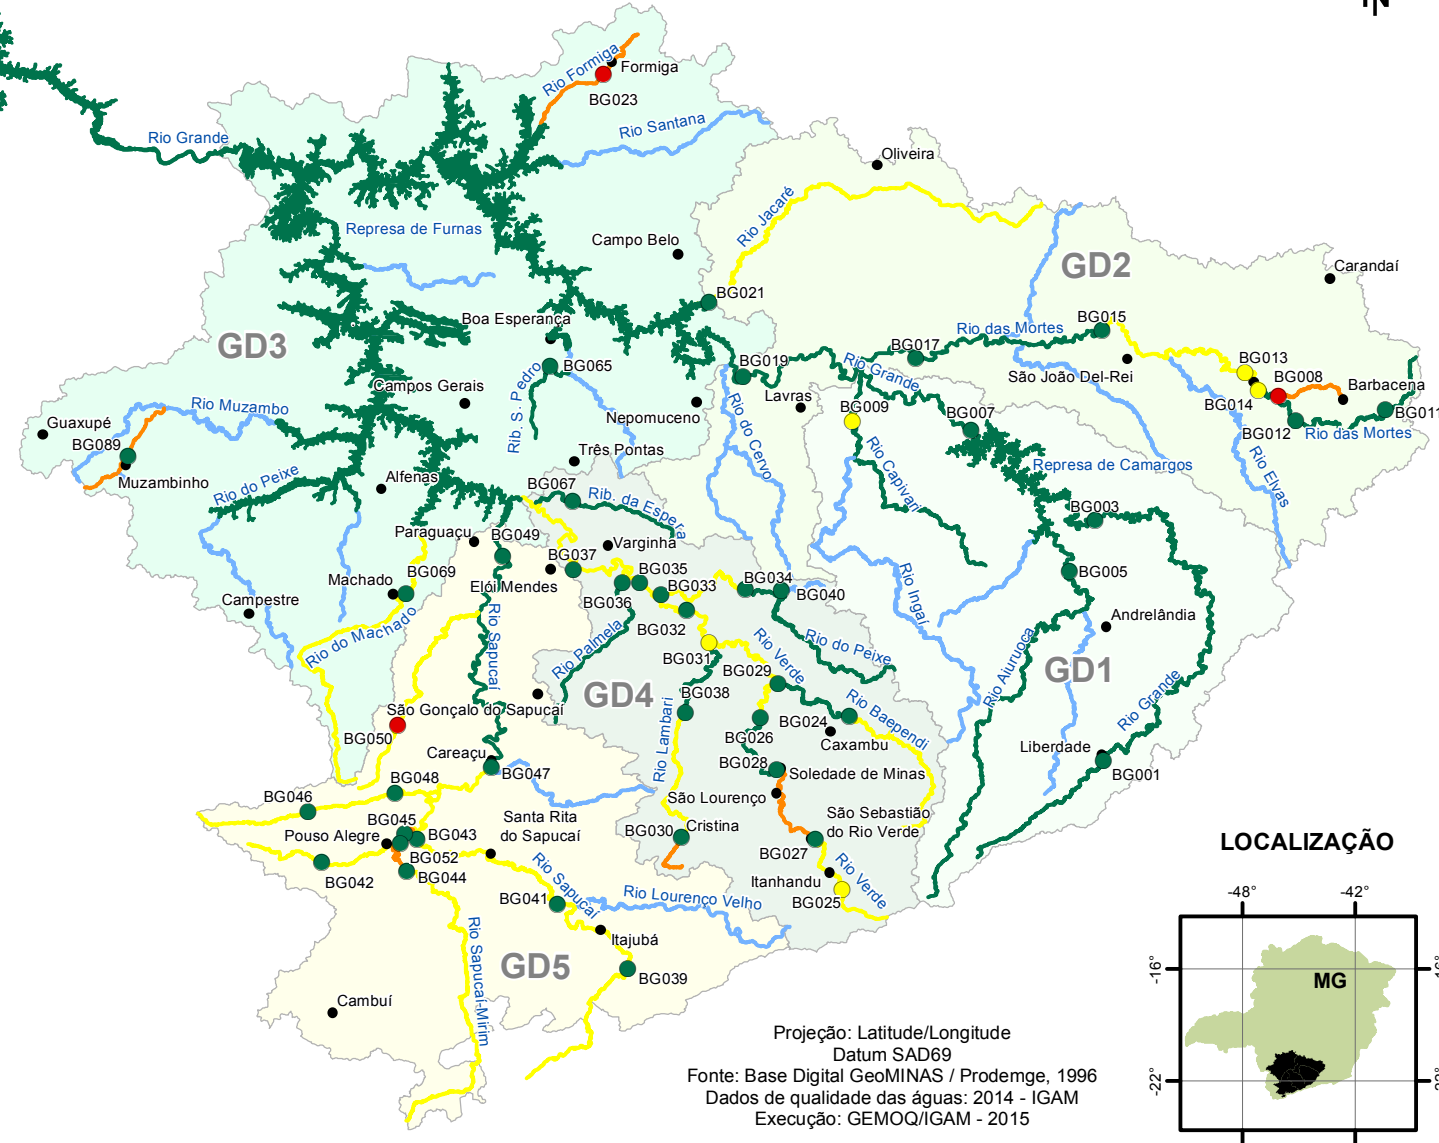 N
Formiga
Rio Formiga
BG023
Rio Grande
Rio Santana
Oliveira
Rio Jacaré
Represa de Furnas
Campo Belo
GD2
Carandaí
BG021
Boa Esperança
BG015
Rio das Mortes
GD3
BG017
BG013
BG019
Rio Grande
São João Del-Rei
BG008
BG065
Barbacena
Campos Gerais
Rib. S. Pedro
Lavras
BG014
Rio Muzambo
Nepomuceno
BG009
BG007
BG011
Guaxupé
BG012
Rio das Mortes
BG089
Rio do Cervo
Três Pontas
Rio Capivari
Represa de Camargos
Rio Elvas
Muzambinho
Rio do Peixe
Alfenas
BG067
Rib. da Espera
BG003
Paraguaçu
BG049
Varginha
BG037
BG069
BG035
BG034
BG005
Machado
Elói Mendes
BG033
BG040
Rio Ingaí
Campestre
BG036
Andrelândia
Rio do Machado
Rio Sapucaí
BG032
Rio Palmela
Rio Verde
Rio do Peixe
Rio Aiuruoca
BG031
GD1
BG029
GD4
BG038
Rio Grande
São Gonçalo do Sapucaí
Rio Baependi
BG024
BG050
BG026
Caxambu
Liberdade
Careaçu
Rio Lambari
BG028
BG001
BG047
Soledade de Minas
BG048
BG046
São Lourenço
BG045
Santa Rita
do Sapucaí
São Sebastião
do Rio Verde
Pouso Alegre
BG043
BG030
Cristina
BG052
BG027
BG042
BG044
Rio Sapucaí
Itanhandu
Rio Verde
BG041
Rio Lourenço Velho
BG025
Itajubá
Rio Sapucaí-Mirim
GD5
BG039
Cambuí
LOCALIZAÇÃO
-48°
-42°
-16°
-16°
MG
-22°
-22°
Projeção: Latitude/Longitude
Datum SAD69
Fonte: Base Digital GeoMINAS / Prodemge, 1996
Dados de qualidade das águas: 2014 - IGAM
Execução: GEMOQ/IGAM - 2015